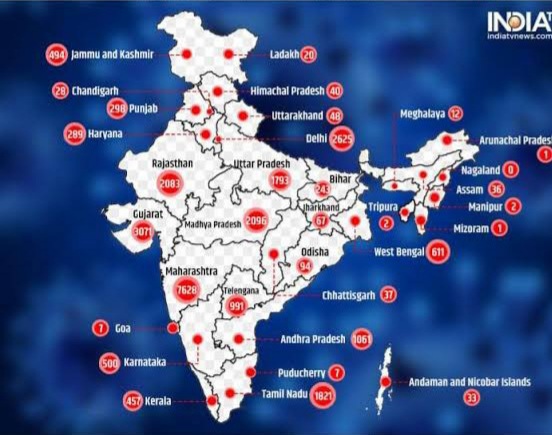 INDIA T
indiatvnews.com
494 Jammu and Kashmir
Ladakh 20
28 Chandigarh
Himachal Pradesh 40
298 Punjab
Uttarakhand 48
289 Haryana
Delhi 2625
Meghalaya 12
Arunachal Pradesh
1
Rajasthan
2083
Uttar Pradesh
1793
Bihar
243
Nagaland 0
Assam 36
Manipur 2
Mizoram 1
Tripura
2
Gujarat
3071
Madhya Pradesh 2096
Jharkhand
67
West Bengal 611
Odisha
94
Maharashtra
7628
Telengana
991
Chhattisgarh 37
7 Goa
Andhra Pradesh 1061
500 Karnataka
Puducherry 7
Tamil Nadu 1821
457 Kerala
Andaman and Nicobar Islands
33